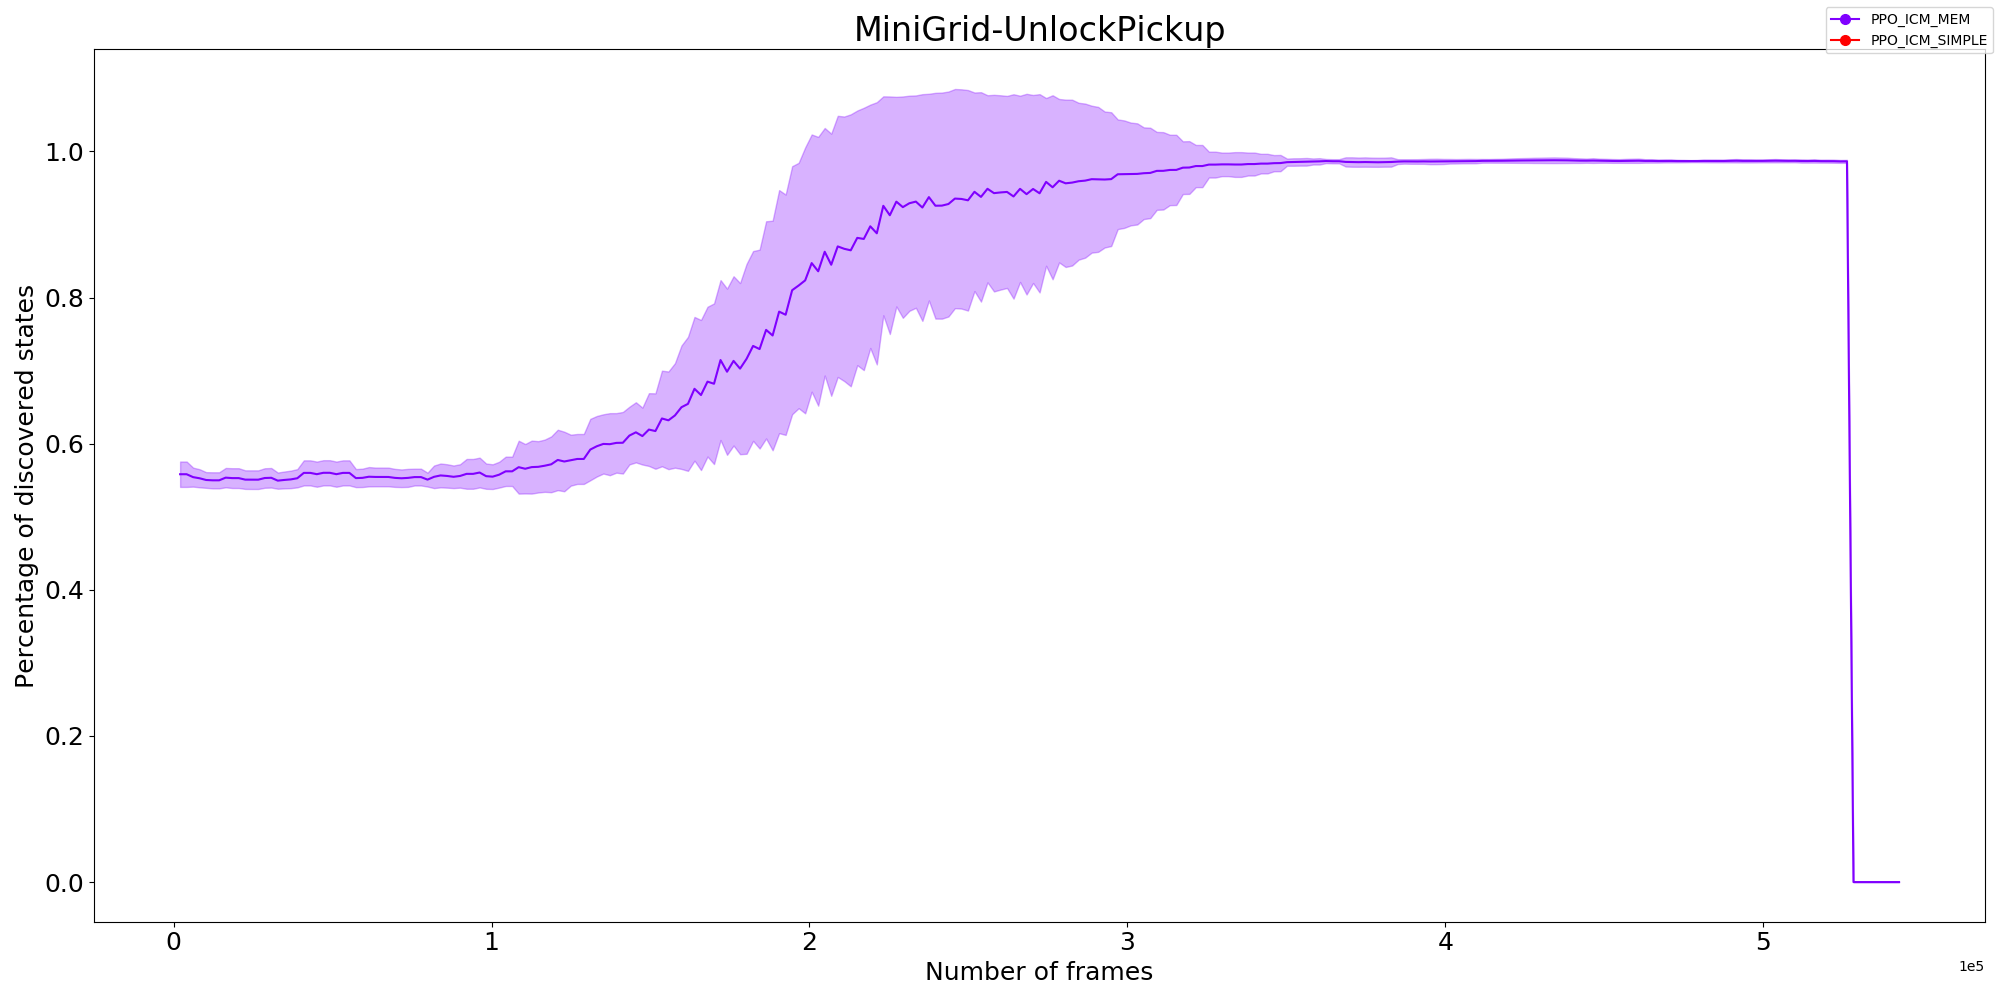 MiniGrid-UnlockPickup
PPO_ICM_MEM
PPO_ICM_SIMPLE
Percentage of discovered states
1.0
0.8
0.6
0.4
0.2
0.0
0 1 2 3 4 5
1e5
Number of frames